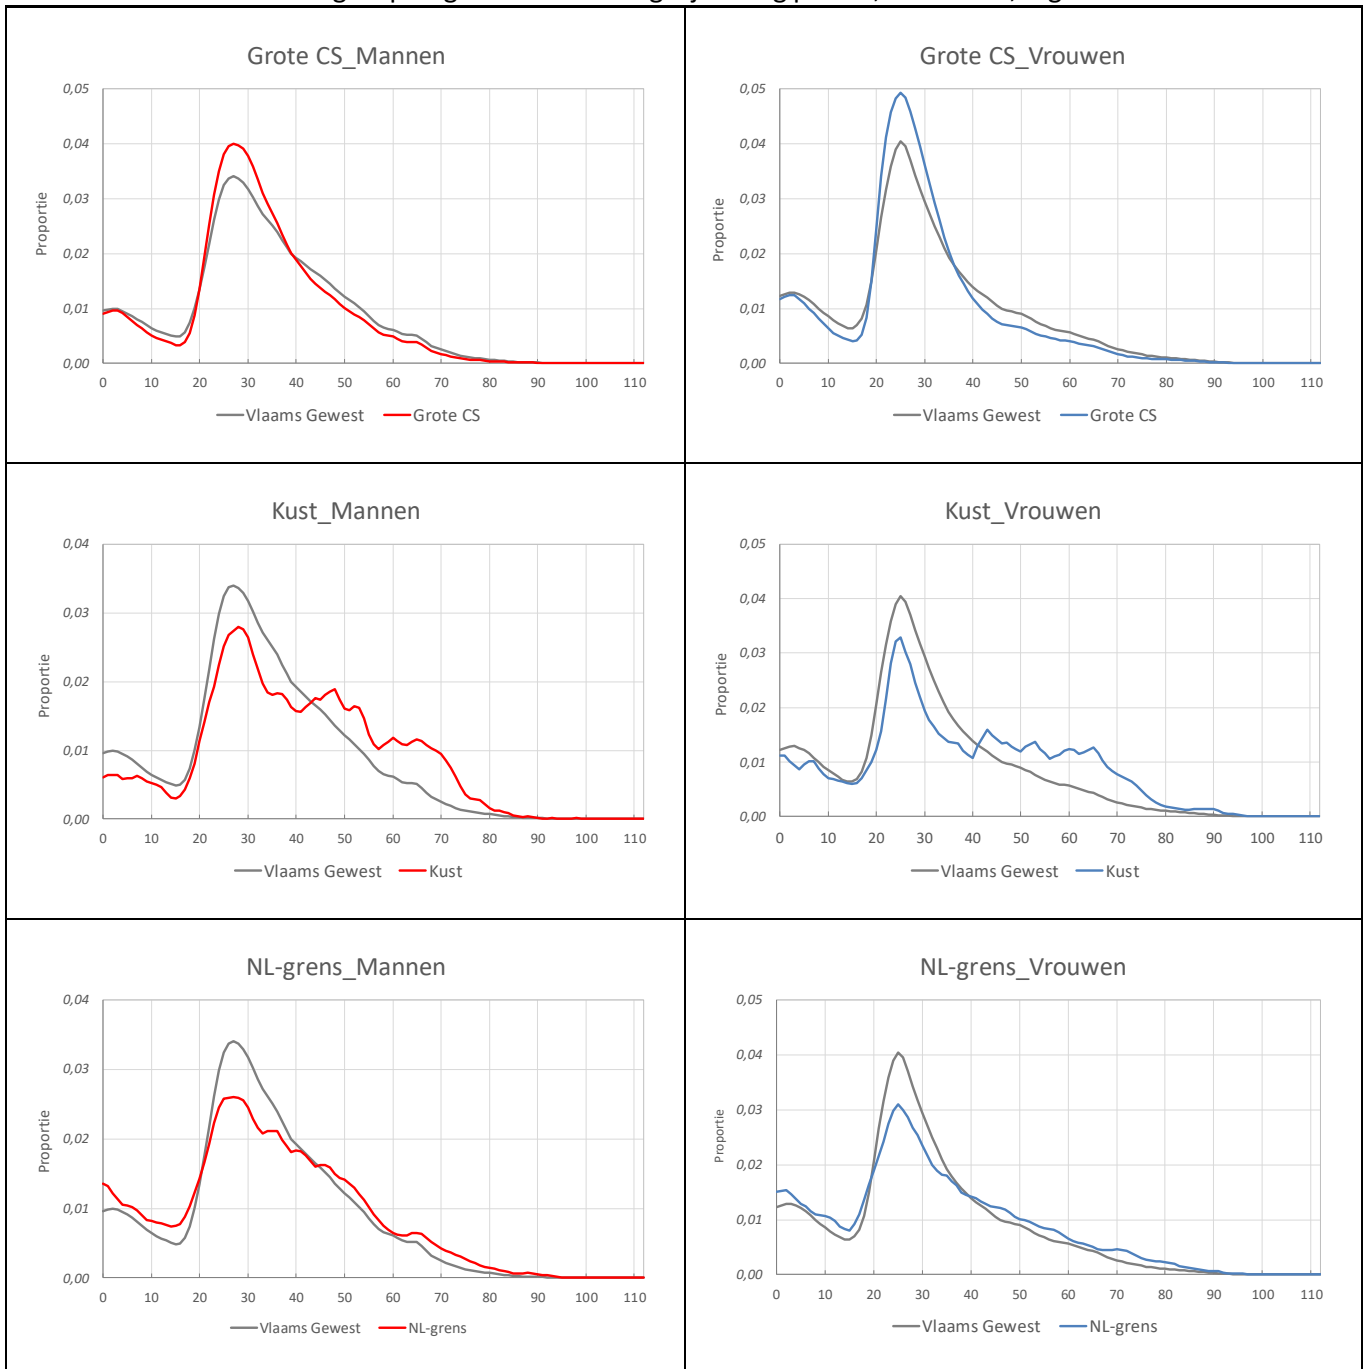 Grote CS_Mannen
0,05
0,04
0,03
0,02
0,01
0,00
Proportie
0 10 20 30 40 50 60 70 80 90 100 110
Vlaams Gewest Grote CS
Grote CS_Vrouwen
0,05
0,04
0,03
0,02
0,01
0,00
Proportie
0 10 20 30 40 50 60 70 80 90 100 110
Vlaams Gewest Grote CS
Kust_Mannen
0,04
0,03
0,02
0,01
0,00
Proportie
0 10 20 30 40 50 60 70 80 90 100 110
Vlaams Gewest Kust
Kust_Vrouwen
0,05
0,04
0,03
0,02
0,01
0,00
Proportie
0 10 20 30 40 50 60 70 80 90 100 110
Vlaams Gewest Kust
NL-grens_Mannen
0,04
0,03
0,02
0,01
0,00
Proportie
0 10 20 30 40 50 60 70 80 90 100 110
Vlaams Gewest NL-grens
NL-grens_Vrouwen
0,05
0,04
0,03
0,02
0,01
0,00
Proportie
0 10 20 30 40 50 60 70 80 90 100 110
Vlaams Gewest NL-grens